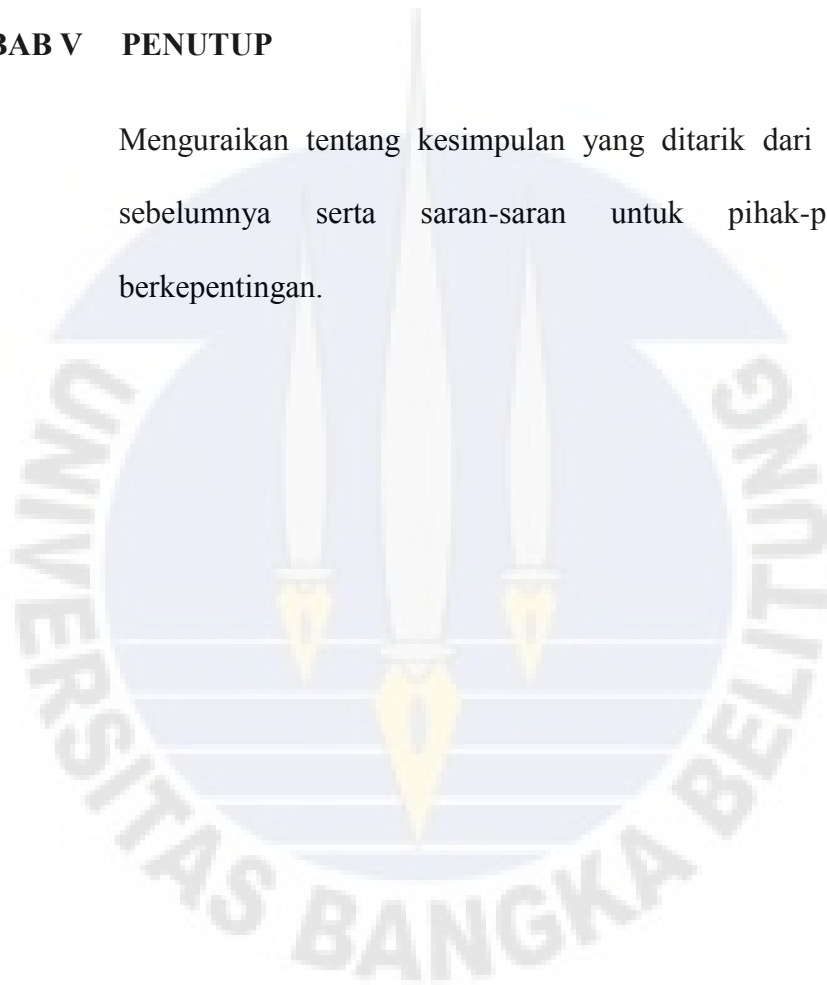 BAB V PENUTUP
Menguraikan tentang kesimpulan yang ditarik dari
sebelumnya serta saran-saran untuk pihak-p
berkepentingan.
UNIVERSITAS BANGKA BELITUNG